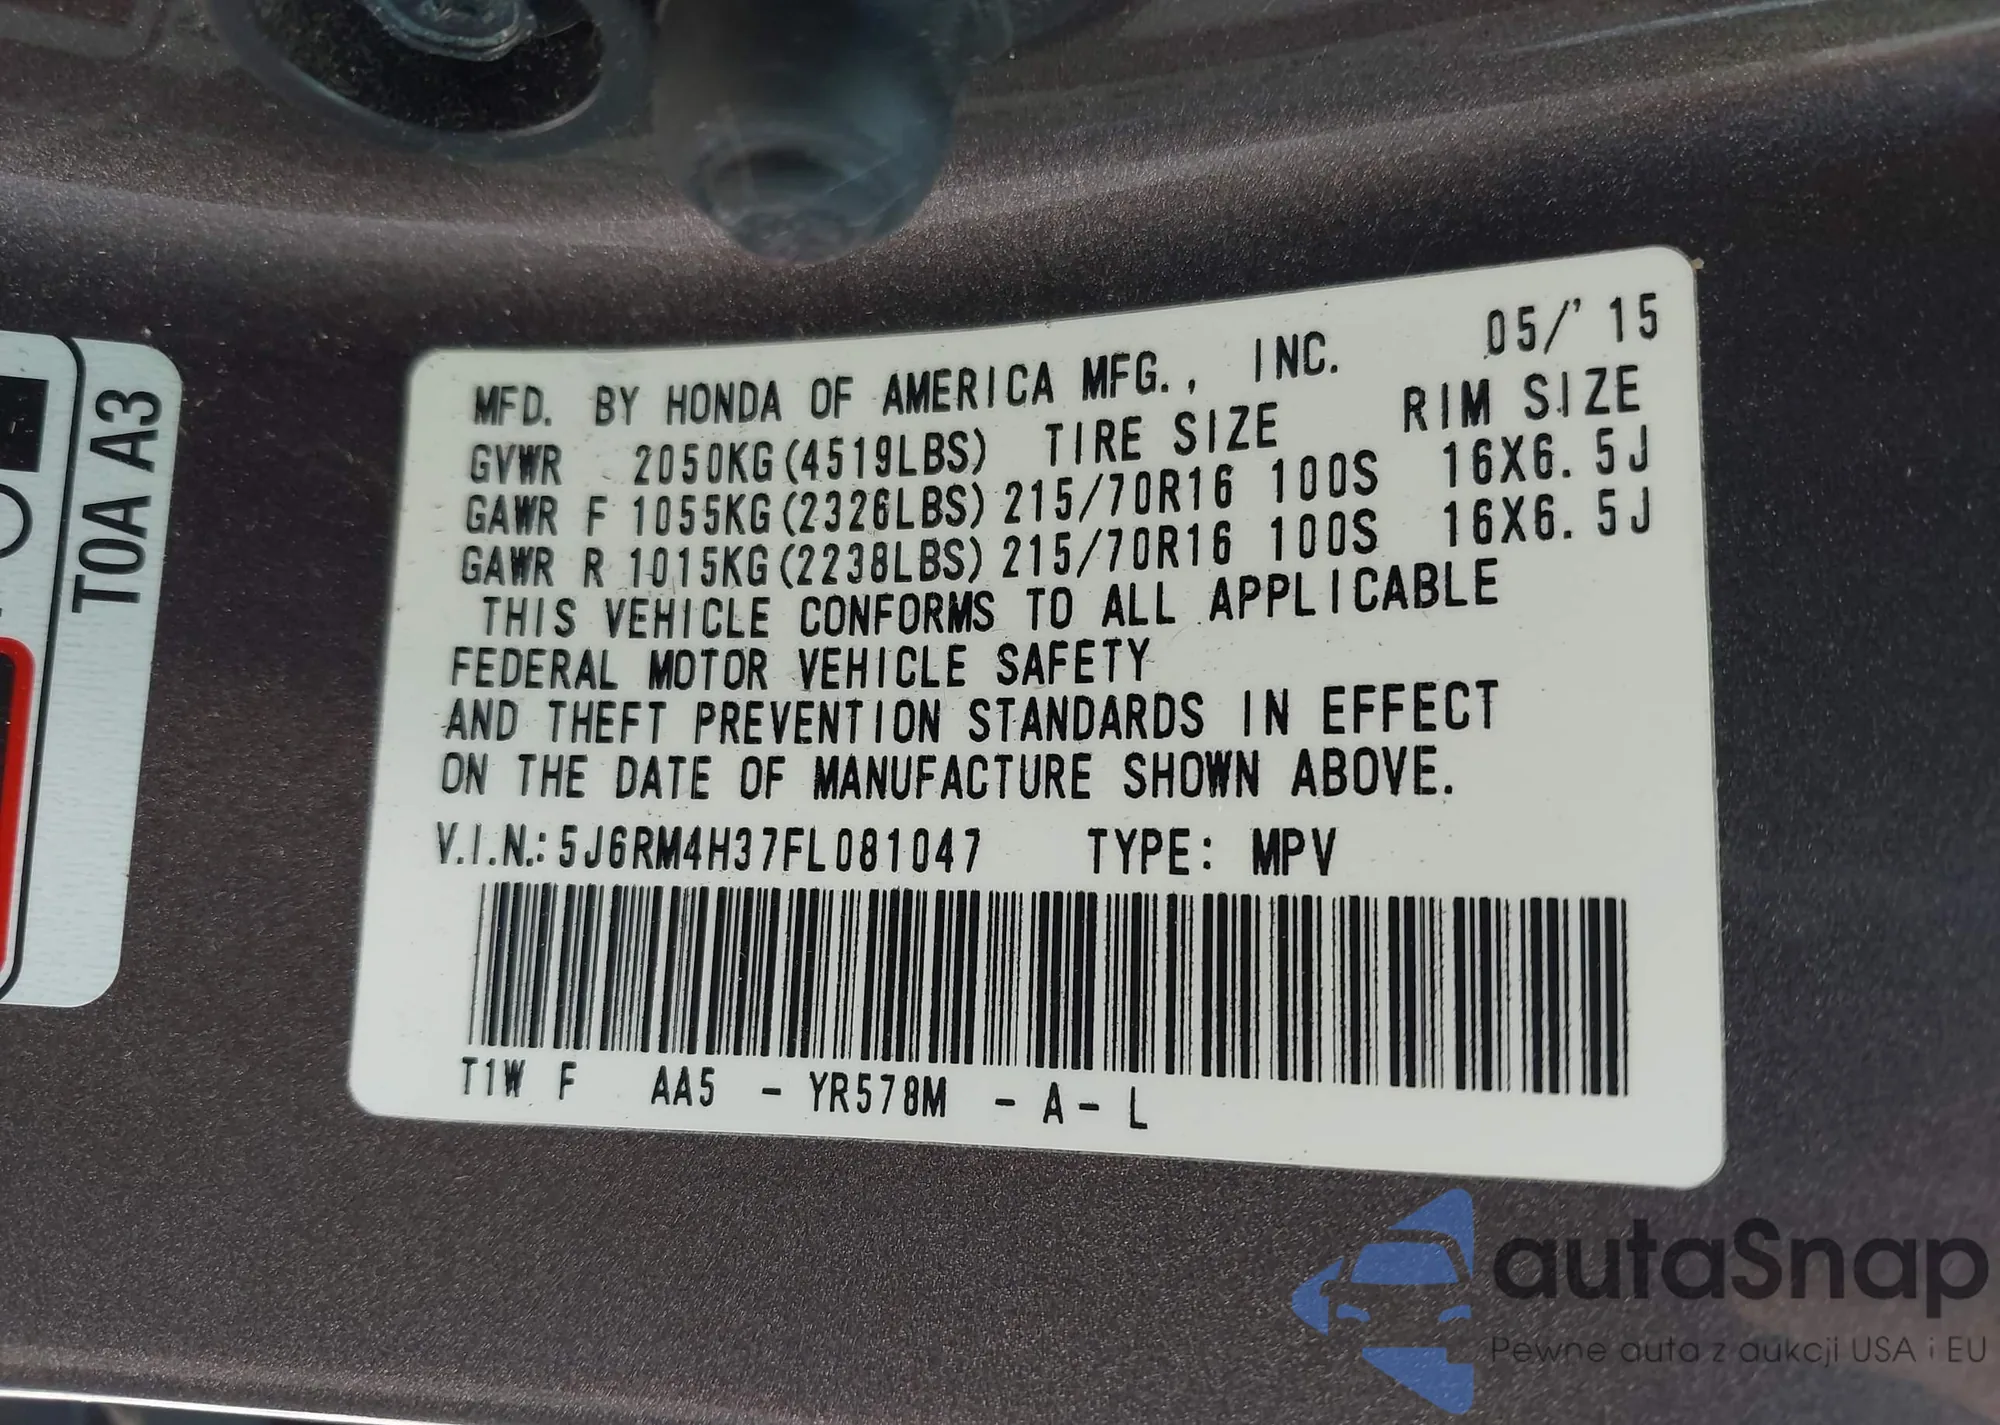 T0A A3
MFD. BY HONDA OF AMERICA MFG., INC. 05/'15
GVWR 2050KG(4519LBS) TIRE SIZE RIM SIZE
GAWR F 1055KG(2326LBS) 215/70R16 100S 16X6.5J
GAWR R 1015KG(2238LBS) 215/70R16 100S 16X6.5J
THIS VEHICLE CONFORMS TO ALL APPLICABLE
FEDERAL MOTOR VEHICLE SAFETY
AND THEFT PREVENTION STANDARDS IN EFFECT
ON THE DATE OF MANUFACTURE SHOWN ABOVE.
V.I.N.: 5J6RM4H37FL081047 TYPE: MPV
T1W F AA5 - YR578M - A - L
autaSnap
Pewne auta z aukcji USA i EU